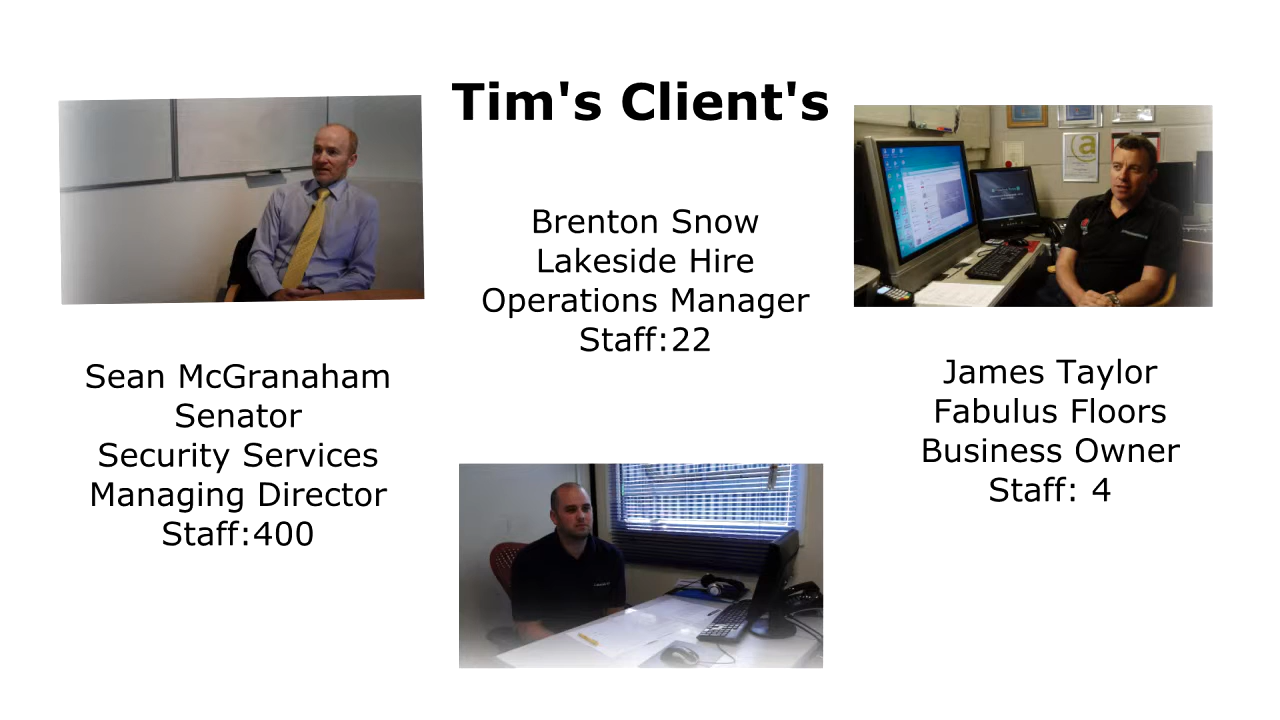 Tim's Client's
Sean McGranaham
Senator
Security Services
Managing Director
Staff:400
Brenton Snow
Lakeside Hire
Operations Manager
Staff:22
James Taylor
Fabulus Floors
Business Owner
Staff: 4